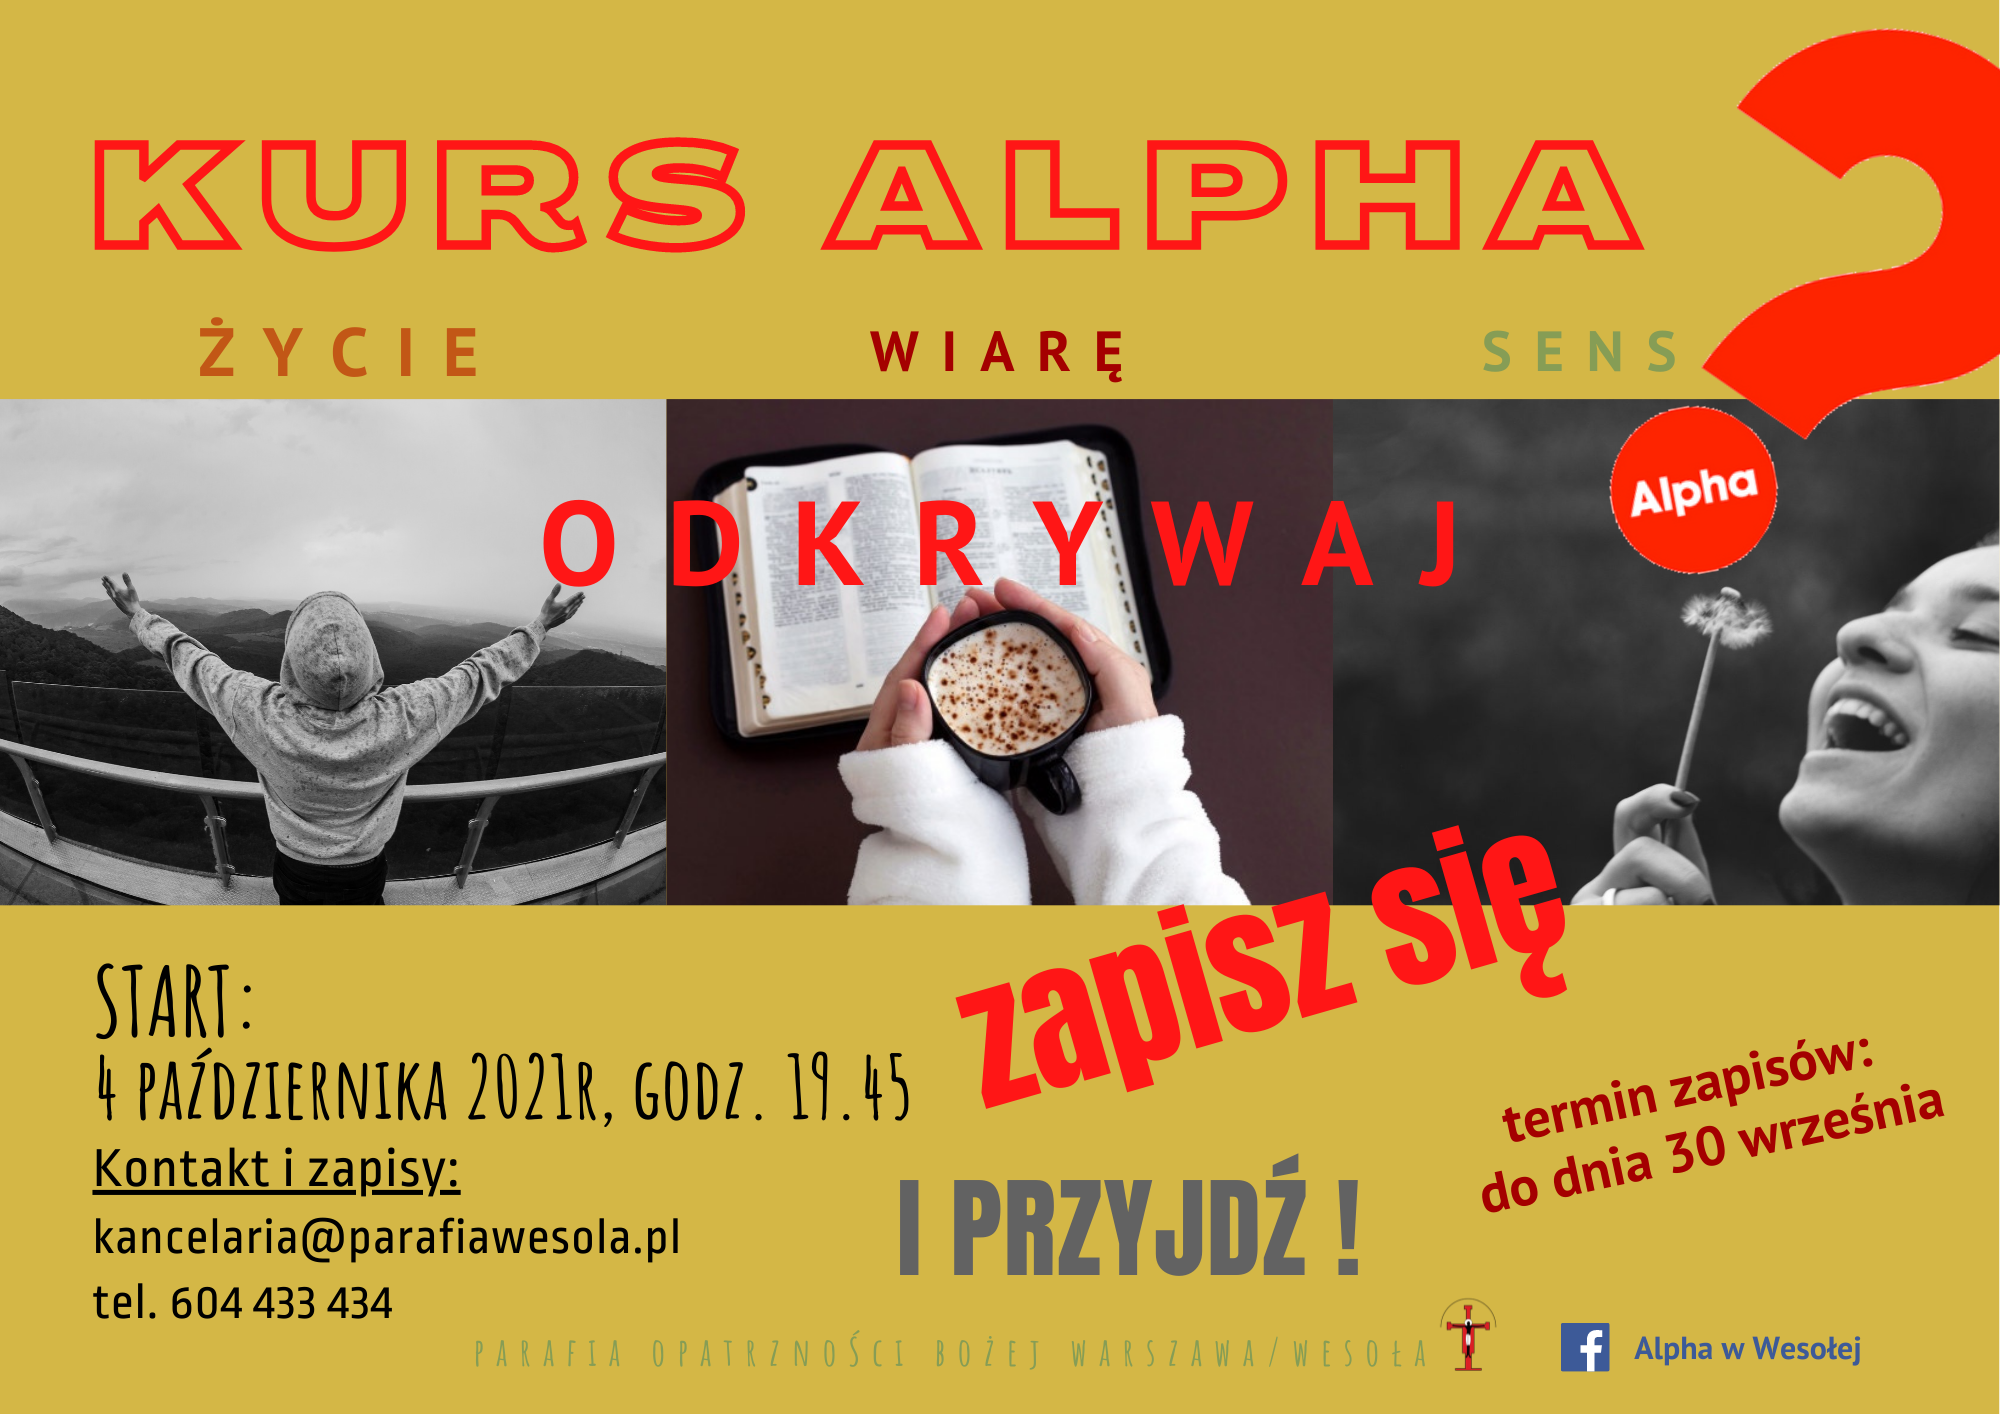 KURS ALPHA
ŻYCIE
WIARĘ
SENS
Alpha
ODKRYWAJ
zapisz się
START:
4 PAŹDZIERNIKA 2021R, GODZ. 19.45
termin zapisów:
do dnia 30 września
Kontakt i zapisy:
kancelaria@parafiawesola.pl
I PRZYJDŹ !
tel. 604 433 434
PARAFIA OPATRZNOŚCI BOŻEJ WARSZAWA/WESOŁA
Alpha w Wesołej